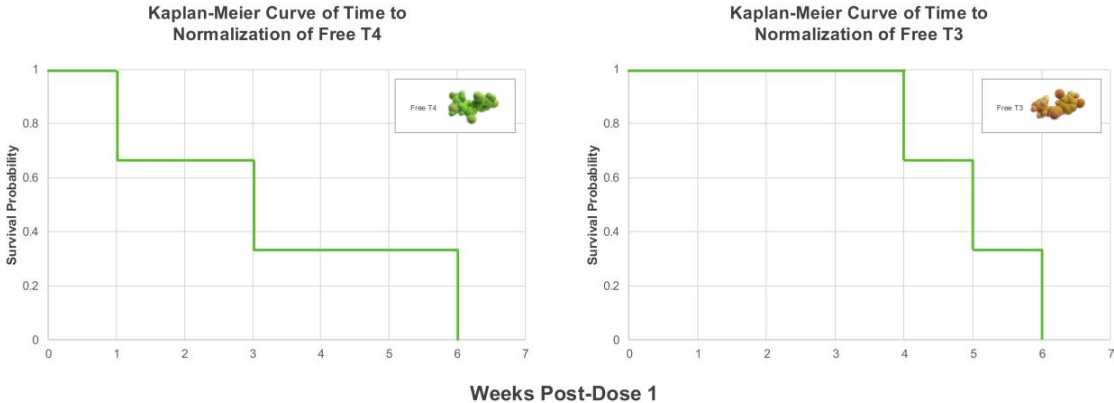 Kaplan-Meier Curve of Time to
Normalization of Free T4
1
0.8
0.6
0.4
0.2
0
Survival Probability
Free T4
0 1 2 3 4 5 6 7
Kaplan-Meier Curve of Time to
Normalization of Free T3
1
0.8
0.6
0.4
0.2
0
Survival Probability
Free T3
0 1 2 3 4 5 6 7
Weeks Post-Dose 1